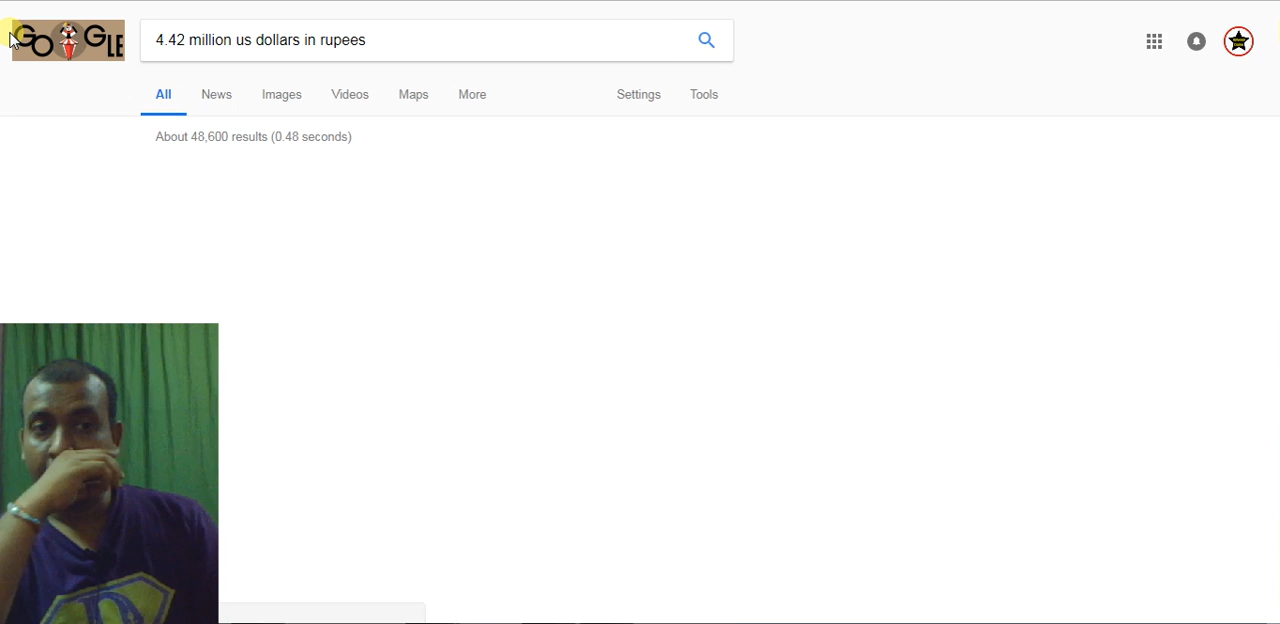 GOOGLE
4.42 million us dollars in rupees
All News Images Videos Maps More Settings Tools
About 48,600 results (0.48 seconds)